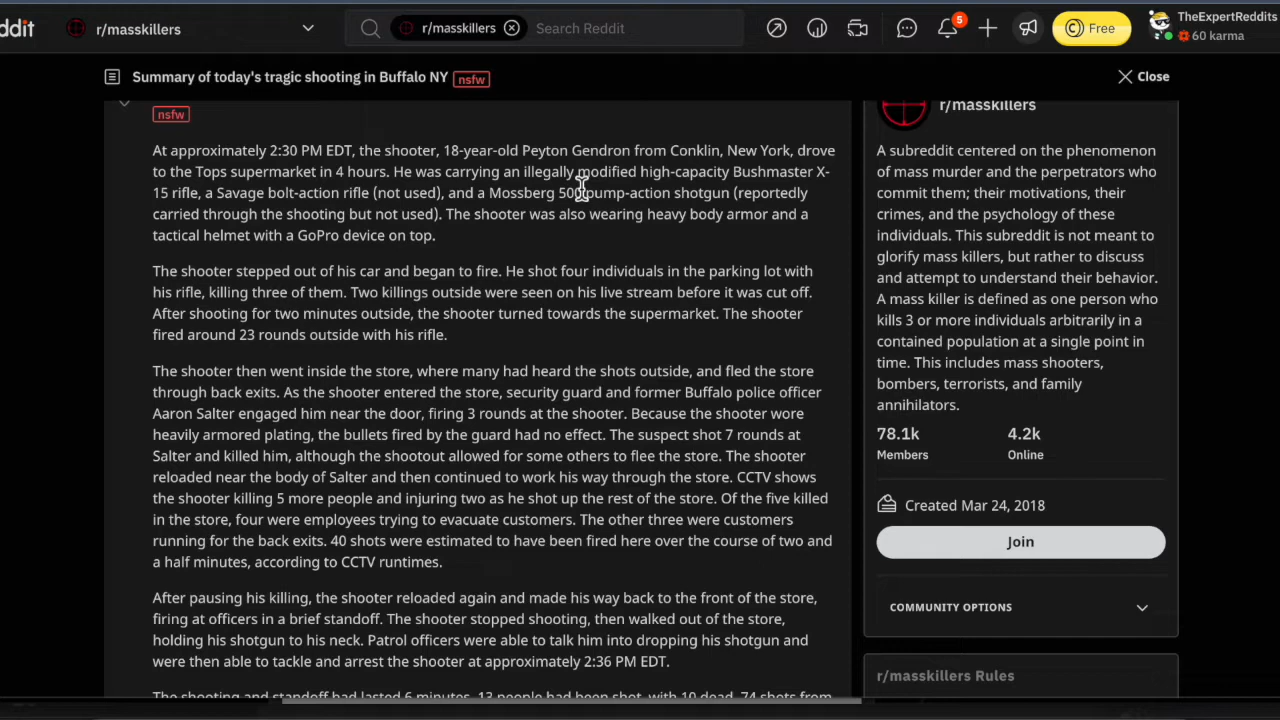 ddit
r/masskillers
r/masskillers
Search Reddit
5
Free
TheExpertReddits
60 karma
Summary of today's tragic shooting in Buffalo NY
nsfw
Close
nsfw
At approximately 2:30 PM EDT, the shooter, 18-year-old Peyton Gendron from Conklin, New York, drove
to the Tops supermarket in 4 hours. He was carrying an illegally modified high-capacity Bushmaster X-
15 rifle, a Savage bolt-action rifle (not used), and a Mossberg 500 pump-action shotgun (reportedly
carried through the shooting but not used). The shooter was also wearing heavy body armor and a
tactical helmet with a GoPro device on top.
The shooter stepped out of his car and began to fire. He shot four individuals in the parking lot with
his rifle, killing three of them. Two killings outside were seen on his live stream before it was cut off.
After shooting for two minutes outside, the shooter turned towards the supermarket. The shooter
fired around 23 rounds outside with his rifle.
The shooter then went inside the store, where many had heard the shots outside, and fled the store
through back exits. As the shooter entered the store, security guard and former Buffalo police officer
Aaron Salter engaged him near the door, firing 3 rounds at the shooter. Because the shooter wore
heavily armored plating, the bullets fired by the guard had no effect. The suspect shot 7 rounds at
Salter and killed him, although the shootout allowed for some others to flee the store. The shooter
reloaded near the body of Salter and then continued to work his way through the store. CCTV shows
the shooter killing 5 more people and injuring two as he shot up the rest of the store. Of the five killed
in the store, four were employees trying to evacuate customers. The other three were customers
running for the back exits. 40 shots were estimated to have been fired here over the course of two and
a half minutes, according to CCTV runtimes.
After pausing his killing, the shooter reloaded again and made his way back to the front of the store,
firing at officers in a brief standoff. The shooter stopped shooting, then walked out of the store,
holding his shotgun to his neck. Patrol officers were able to talk him into dropping his shotgun and
were then able to tackle and arrest the shooter at approximately 2:36 PM EDT.
The shooting and standoff had lasted 6 minutes. 13 people had been shot, with 10 dead. 74 shots from
r/masskillers
A subreddit centered on the phenomenon
of mass murder and the perpetrators who
commit them; their motivations, their
crimes, and the psychology of these
individuals. This subreddit is not meant to
glorify mass killers, but rather to discuss
and attempt to understand their behavior.
A mass killer is defined as one person who
kills 3 or more individuals arbitrarily in a
contained population at a single point in
time. This includes mass shooters,
bombers, terrorists, and family
annihilators.
78.1k
4.2k
Members
Online
Created Mar 24, 2018
Join
COMMUNITY OPTIONS
r/masskillers Rules